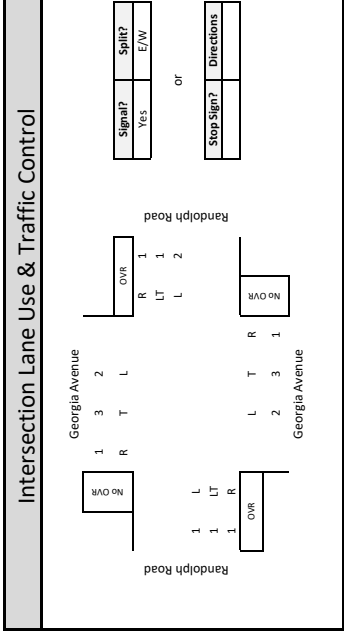 Intersection Lane Use & Traffic Control
Georgia Avenue
No OVR
1 3 2
R T L
OVR
R 1
LT 1
L 2
Randolph Road
Randolph Road
1 L
1 LT
1 R
OVR
L T R
2 3 1
No OVR
Georgia Avenue
Signal? Split?
Yes E/W
or
Stop Sign? Directions